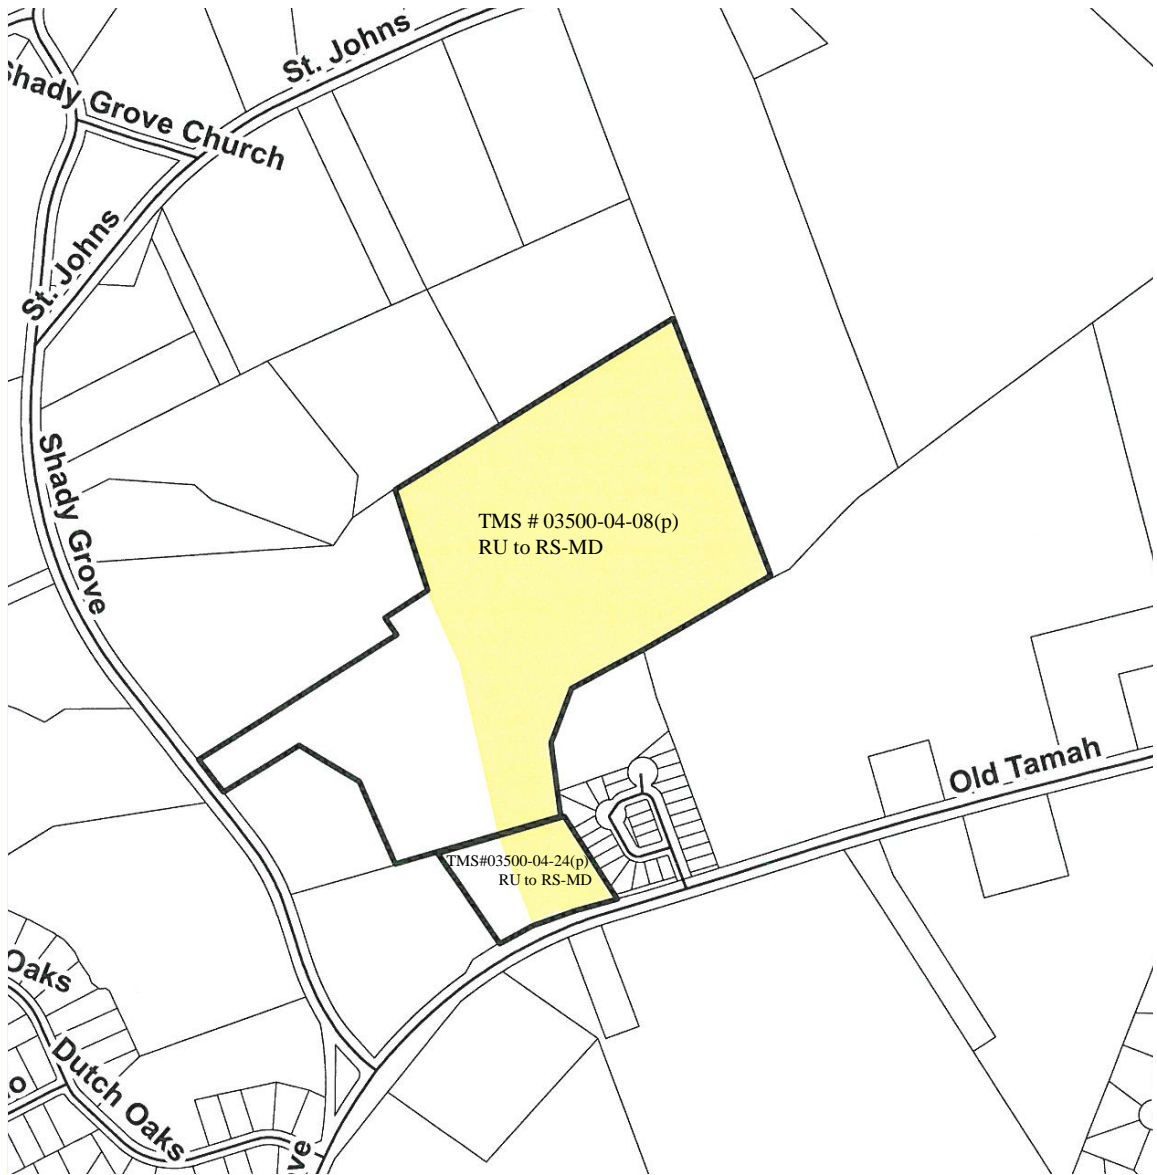 St. Johns
Shady Grove Church
St. Johns
Shady Grove
TMS # 03500-04-08(p)
RU to RS-MD
Old Tamah
TMS#03500-04-24(p)
RU to RS-MD
Oaks
Dutch Oaks
o
ve